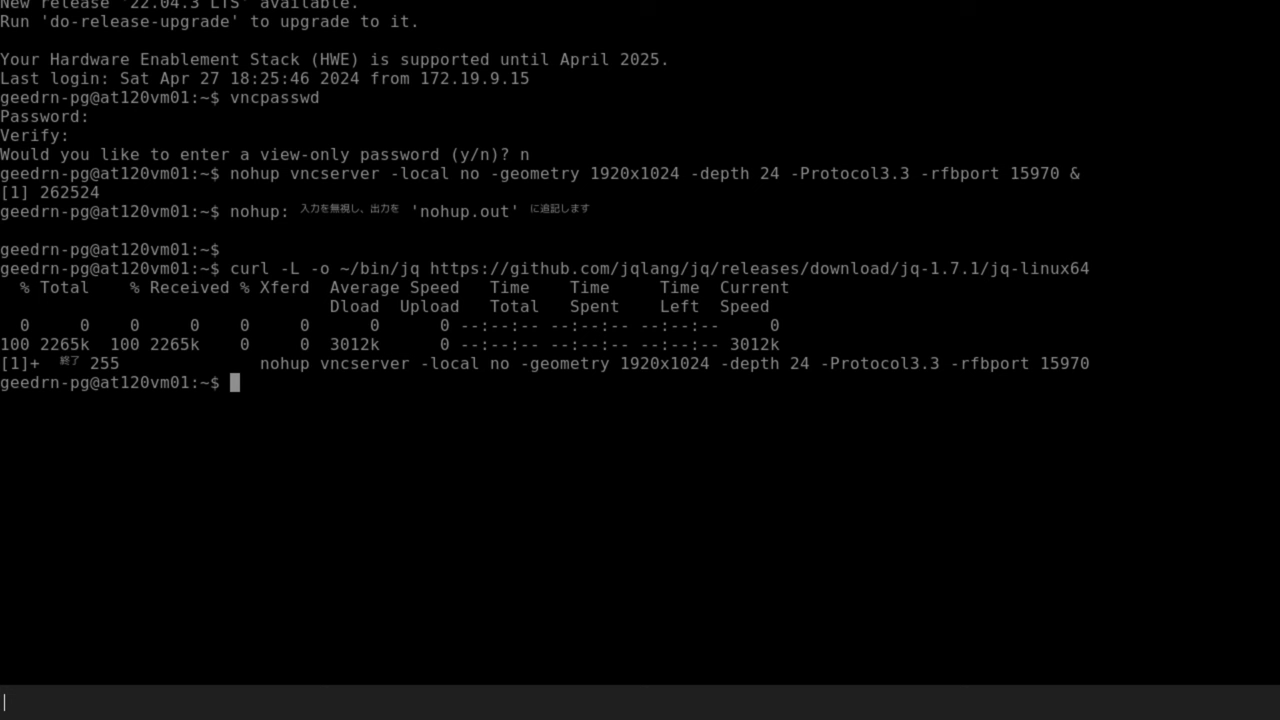 New release '22.04.3 LTS' available.
Run 'do-release-upgrade' to upgrade to it.
Your Hardware Enablement Stack (HWE) is supported until April 2025.
Last login: Sat Apr 27 18:25:46 2024 from 172.19.9.15
geedrn-pg@at120vm01:~$ vncpasswd
Password:
Verify:
Would you like to enter a view-only password (y/n)? n
geedrn-pg@at120vm01:~$ nohup vncserver -local no -geometry 1920x1024 -depth 24 -Protocol3.3 -rfbport 15970 &
[1] 262524
geedrn-pg@at120vm01:~$ nohup: 入力を無視し、出力を 'nohup.out' に追記します
geedrn-pg@at120vm01:~$
geedrn-pg@at120vm01:~$ curl -L -o ~/bin/jq https://github.com/jqlang/jq/releases/download/jq-1.7.1/jq-linux64
  % Total    % Received % Xferd  Average Speed   Time    Time     Time  Current
                                 Dload  Upload   Total   Spent    Left  Speed
  0     0    0     0    0     0      0      0 --:--:-- --:--:-- --:--:--     0
100 2265k  100 2265k    0     0  3012k      0 --:--:-- --:--:-- --:--:-- 3012k
[1]+  終了 255              nohup vncserver -local no -geometry 1920x1024 -depth 24 -Protocol3.3 -rfbport 15970
geedrn-pg@at120vm01:~$